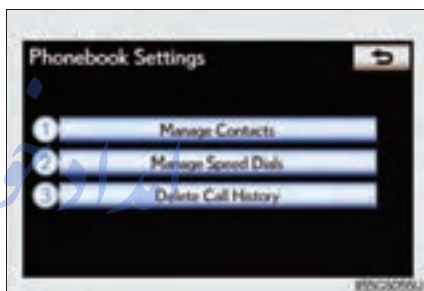 Phonebook Settings
1 Manage Contacts
2 Manage Speed Dials
3 Delete Call History